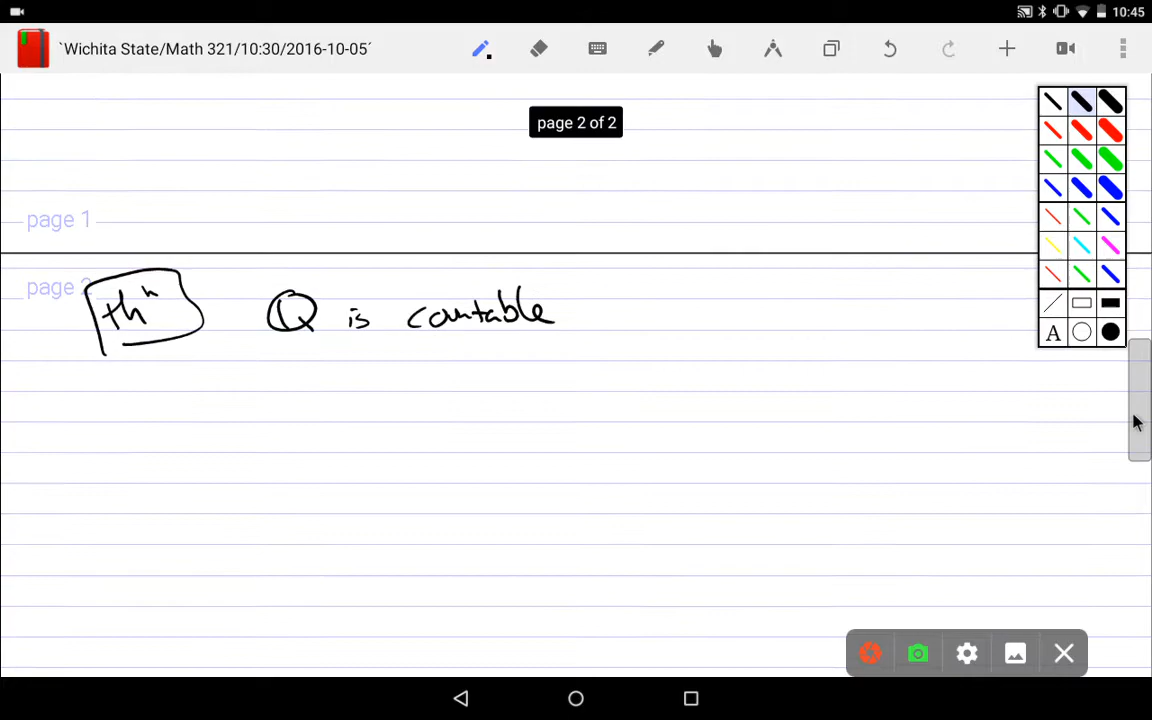 10:45
`Wichita State/Math 321/10:30/2016-10-05´
page 2 of 2
page 1
page 2
thⁿ ℚ is countable
A